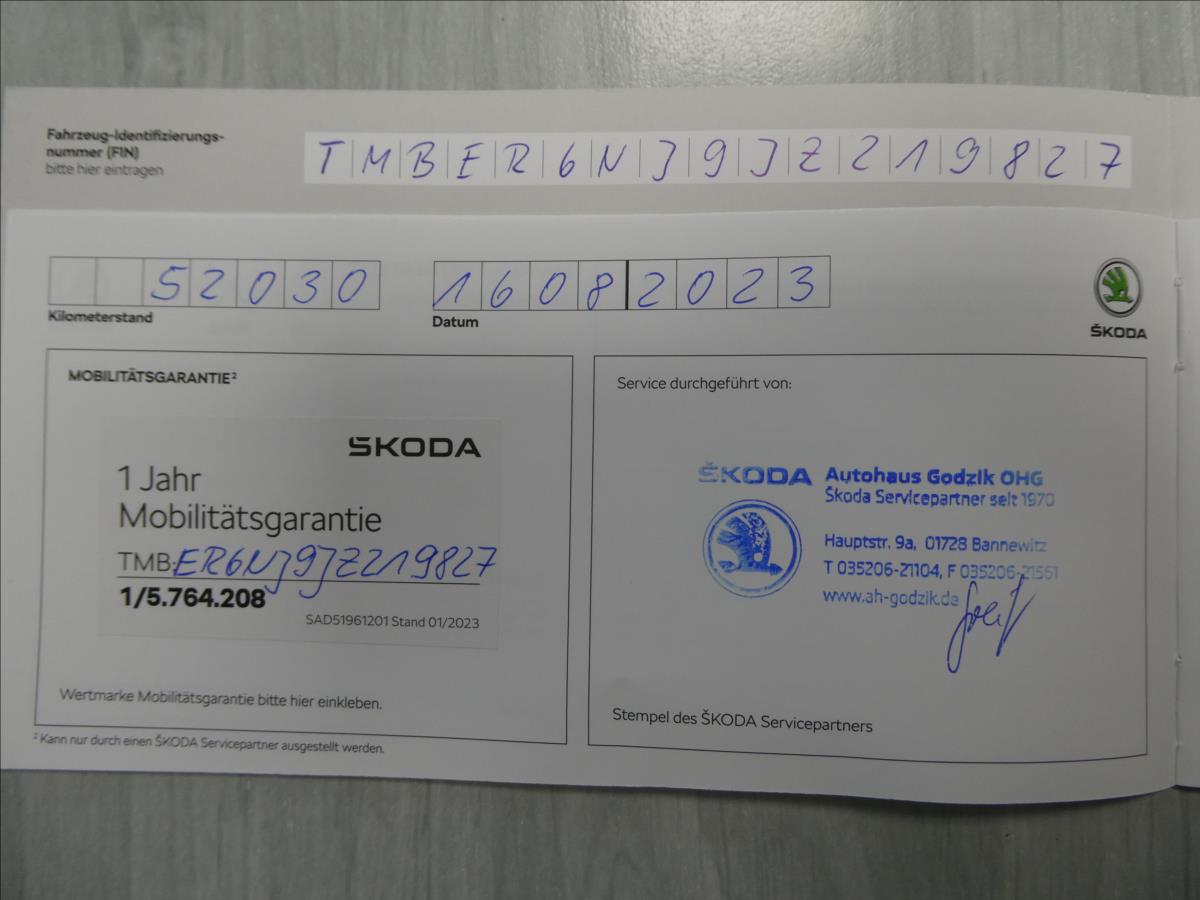 Fahrzeug-Identifizierungs-
nummer (FIN)
bitte hier eintragen
TMBER6NJ9JZ219827
52030
Kilometerstand
16082023
Datum
ŠKODA
MOBILITÄTSGARANTIE²
ŠKODA
1 Jahr
Mobilitätsgarantie
TMB:ER6NJ9JZ219827
1/5.764.208
SAD51961201 Stand 01/2023
Wertmarke Mobilitätsgarantie bitte hier einkleben.
Service durchgeführt von:
ŠKODA Autohaus Godzik OHG
Škoda Servicepartner seit 1970
Hauptstr. 9a, 01728 Bannewitz
T 035206-21104, F 035206-21551
www.ah-godzik.de
Stempel des ŠKODA Servicepartners
² Kann nur durch einen ŠKODA Servicepartner ausgestellt werden.